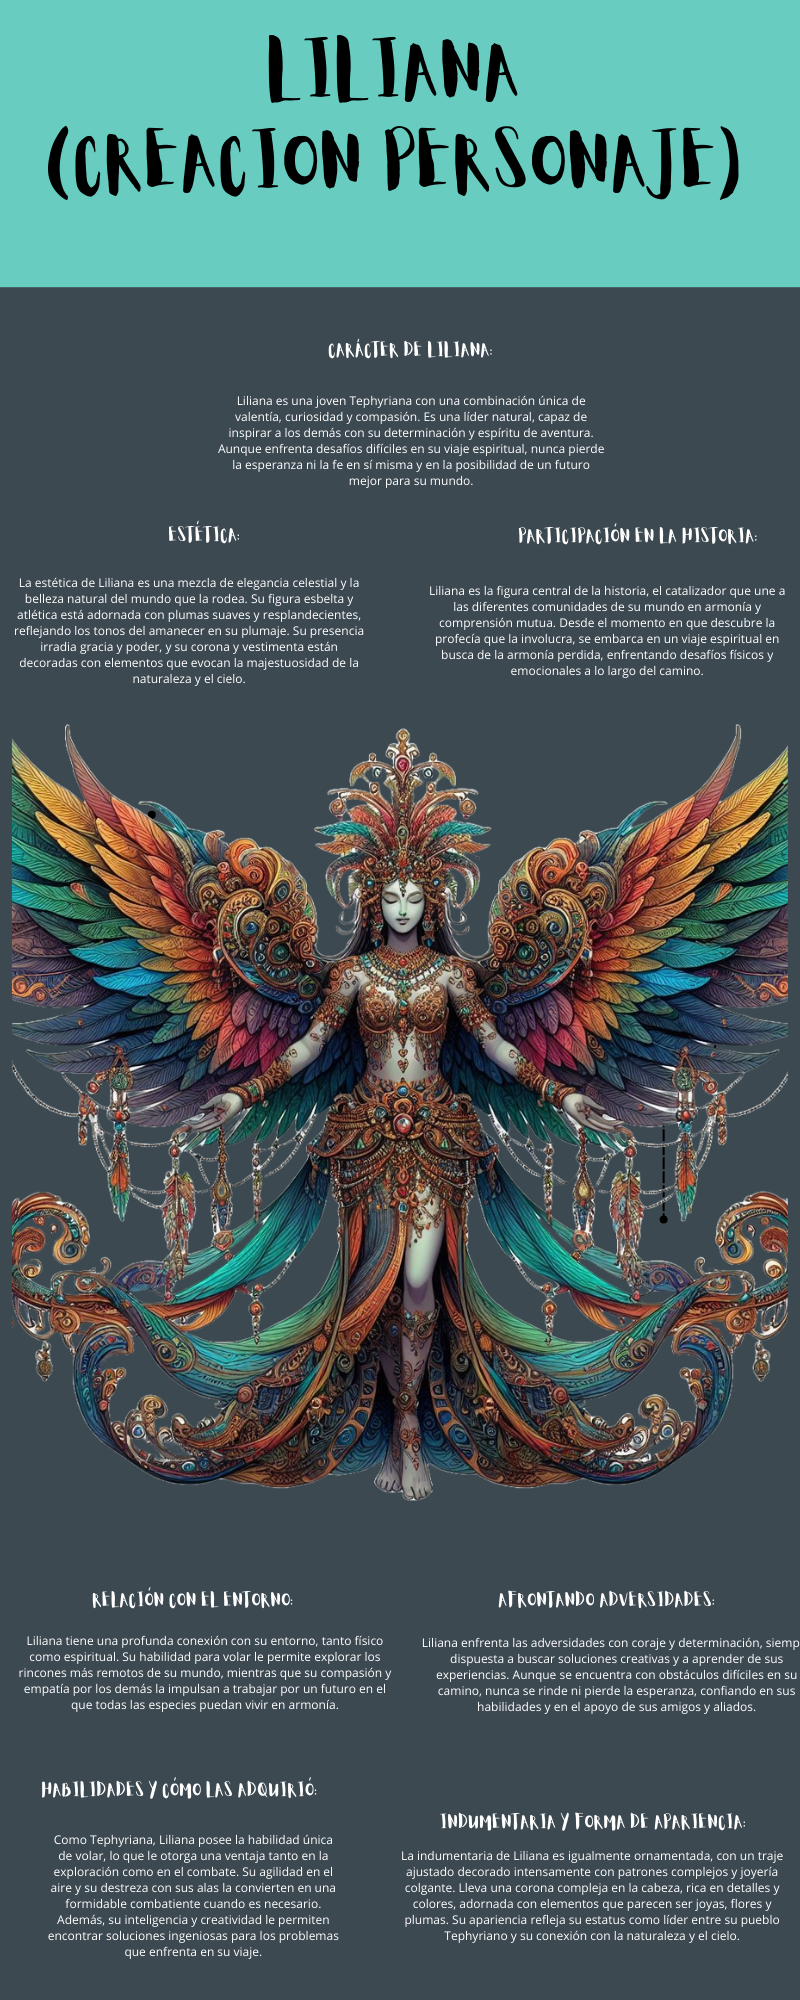 LILIANA
(CREACION PERSONAJE)
CARÁCTER DE LILIANA:
Liliana es una joven Tephyriana con una combinación única de
valentía, curiosidad y compasión. Es una líder natural, capaz de
inspirar a los demás con su determinación y espíritu de aventura.
Aunque enfrenta desafíos difíciles en su viaje espiritual, nunca pierde
la esperanza ni la fe en sí misma y en la posibilidad de un futuro
mejor para su mundo.
ESTÉTICA:
La estética de Liliana es una mezcla de elegancia celestial y la
belleza natural del mundo que la rodea. Su figura esbelta y
atlética está adornada con plumas suaves y resplandecientes,
reflejando los tonos del amanecer en su plumaje. Su presencia
irradia gracia y poder, y su corona y vestimenta están
decoradas con elementos que evocan la majestuosidad de la
naturaleza y el cielo.
PARTICIPACIÓN EN LA HISTORIA:
Liliana es la figura central de la historia, el catalizador que une a
las diferentes comunidades de su mundo en armonía y
comprensión mutua. Desde el momento en que descubre la
profecía que la involucra, se embarca en un viaje espiritual en
busca de la armonía perdida, enfrentando desafíos físicos y
emocionales a lo largo del camino.
RELACIÓN CON EL ENTORNO:
Liliana tiene una profunda conexión con su entorno, tanto físico
como espiritual. Su habilidad para volar le permite explorar los
rincones más remotos de su mundo, mientras que su compasión y
empatía por los demás la impulsan a trabajar por un futuro en el
que todas las especies puedan vivir en armonía.
AFRONTANDO ADVERSIDADES:
Liliana enfrenta las adversidades con coraje y determinación, siemp
dispuesta a buscar soluciones creativas y a aprender de sus
experiencias. Aunque se encuentra con obstáculos difíciles en su
camino, nunca se rinde ni pierde la esperanza, confiando en sus
habilidades y en el apoyo de sus amigos y aliados.
HABILIDADES Y CÓMO LAS ADQUIRIÓ:
Como Tephyriana, Liliana posee la habilidad única
de volar, lo que le otorga una ventaja tanto en la
exploración como en el combate. Su agilidad en el
aire y su destreza con sus alas la convierten en una
formidable combatiente cuando es necesario.
Además, su inteligencia y creatividad le permiten
encontrar soluciones ingeniosas para los problemas
que enfrenta en su viaje.
INDUMENTARIA Y FORMA DE APARIENCIA:
La indumentaria de Liliana es igualmente ornamentada, con un traje
ajustado decorado intensamente con patrones complejos y joyería
colgante. Lleva una corona compleja en la cabeza, rica en detalles y
colores, adornada con elementos que parecen ser joyas, flores y
plumas. Su apariencia refleja su estatus como líder entre su pueblo
Tephyriano y su conexión con la naturaleza y el cielo.